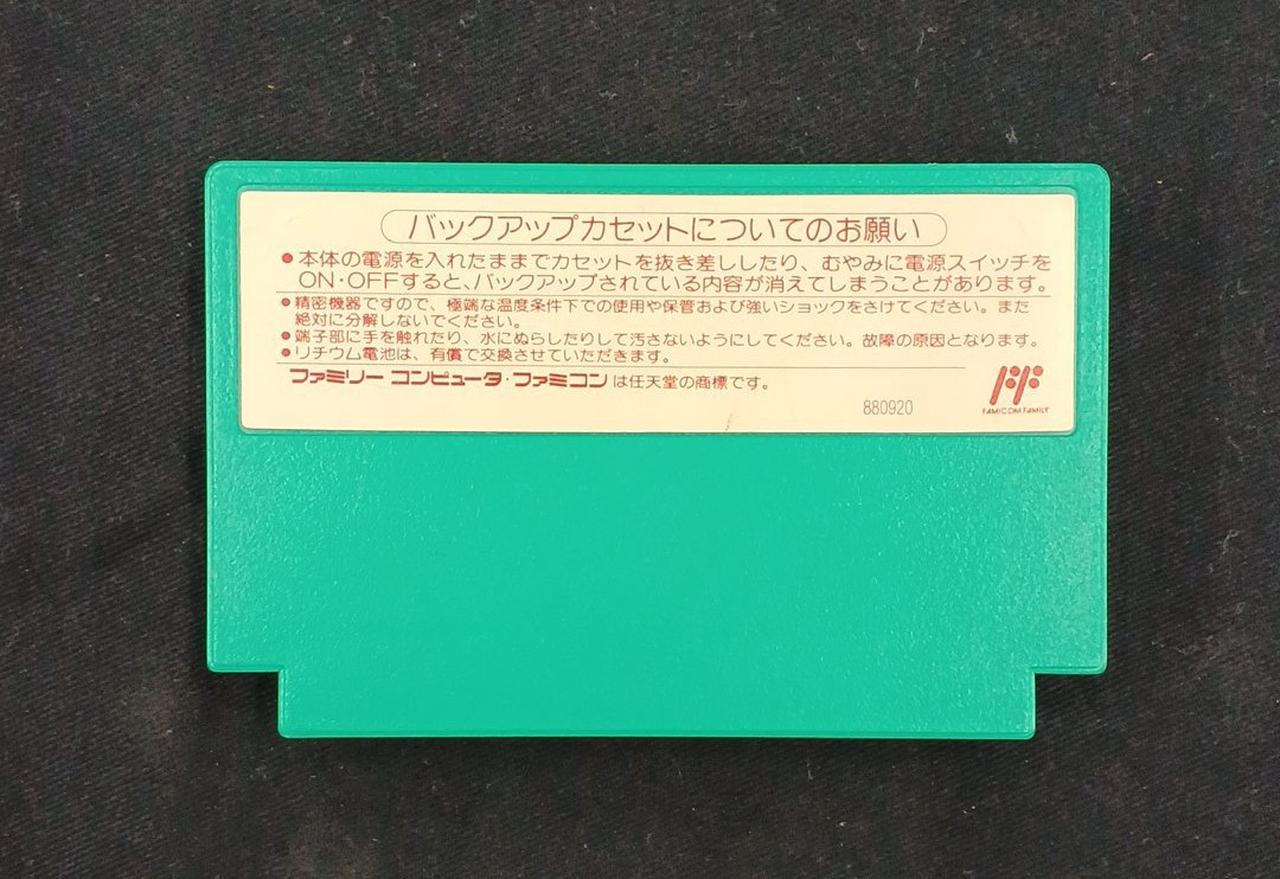 バックアップカセットについてのお願い
●本体の電源を入れたままでカセットを抜き差ししたり、むやみに電源スイッチを
ON・OFFすると、バックアップされている内容が消えてしまうことがあります。
●精密機器ですので、極端な温度条件下での使用や保管および強いショックをさけてください。また
絶対に分解しないでください。
●端子部に手を触れたり、水にぬらしたりして汚さないようにしてください。故障の原因となります。
●リチウム電池は、有償で交換させていただきます。
ファミリーコンピュータ・ファミコンは任天堂の商標です。
880920
FAMICOM FAMILY